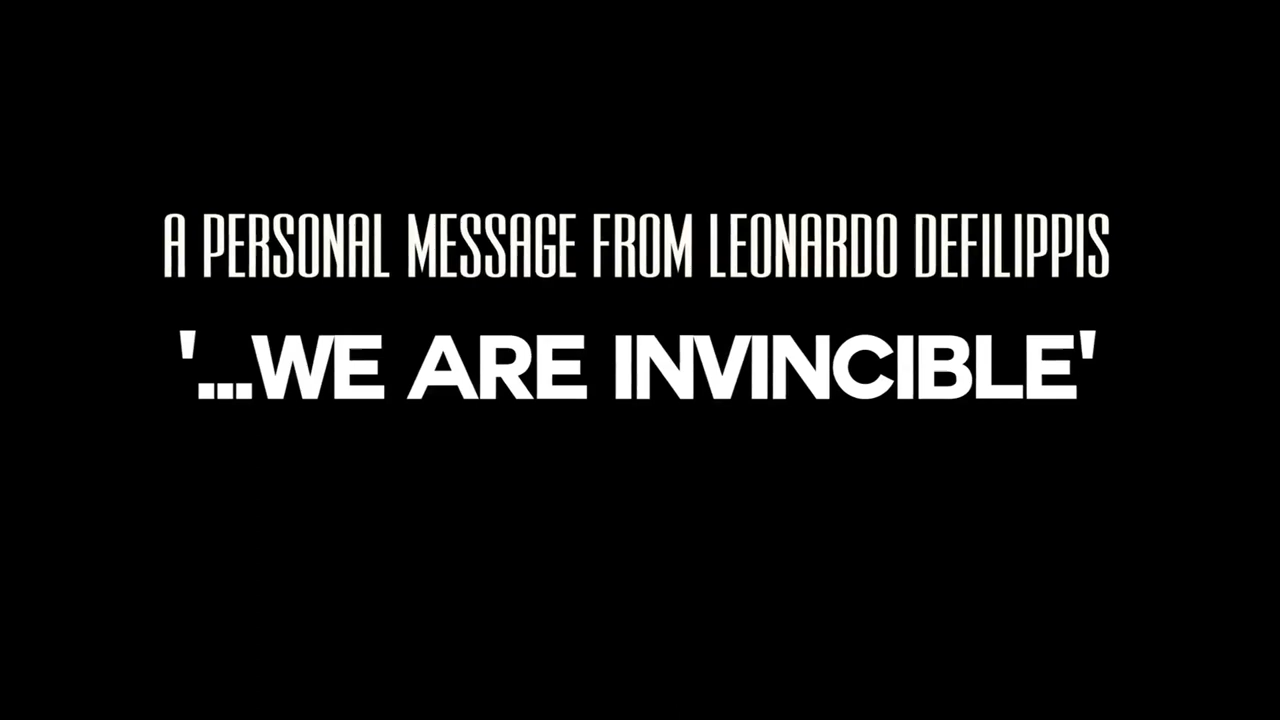 A PERSONAL MESSAGE FROM LEONARDO DEFILIPPIS
'...WE ARE INVINCIBLE'